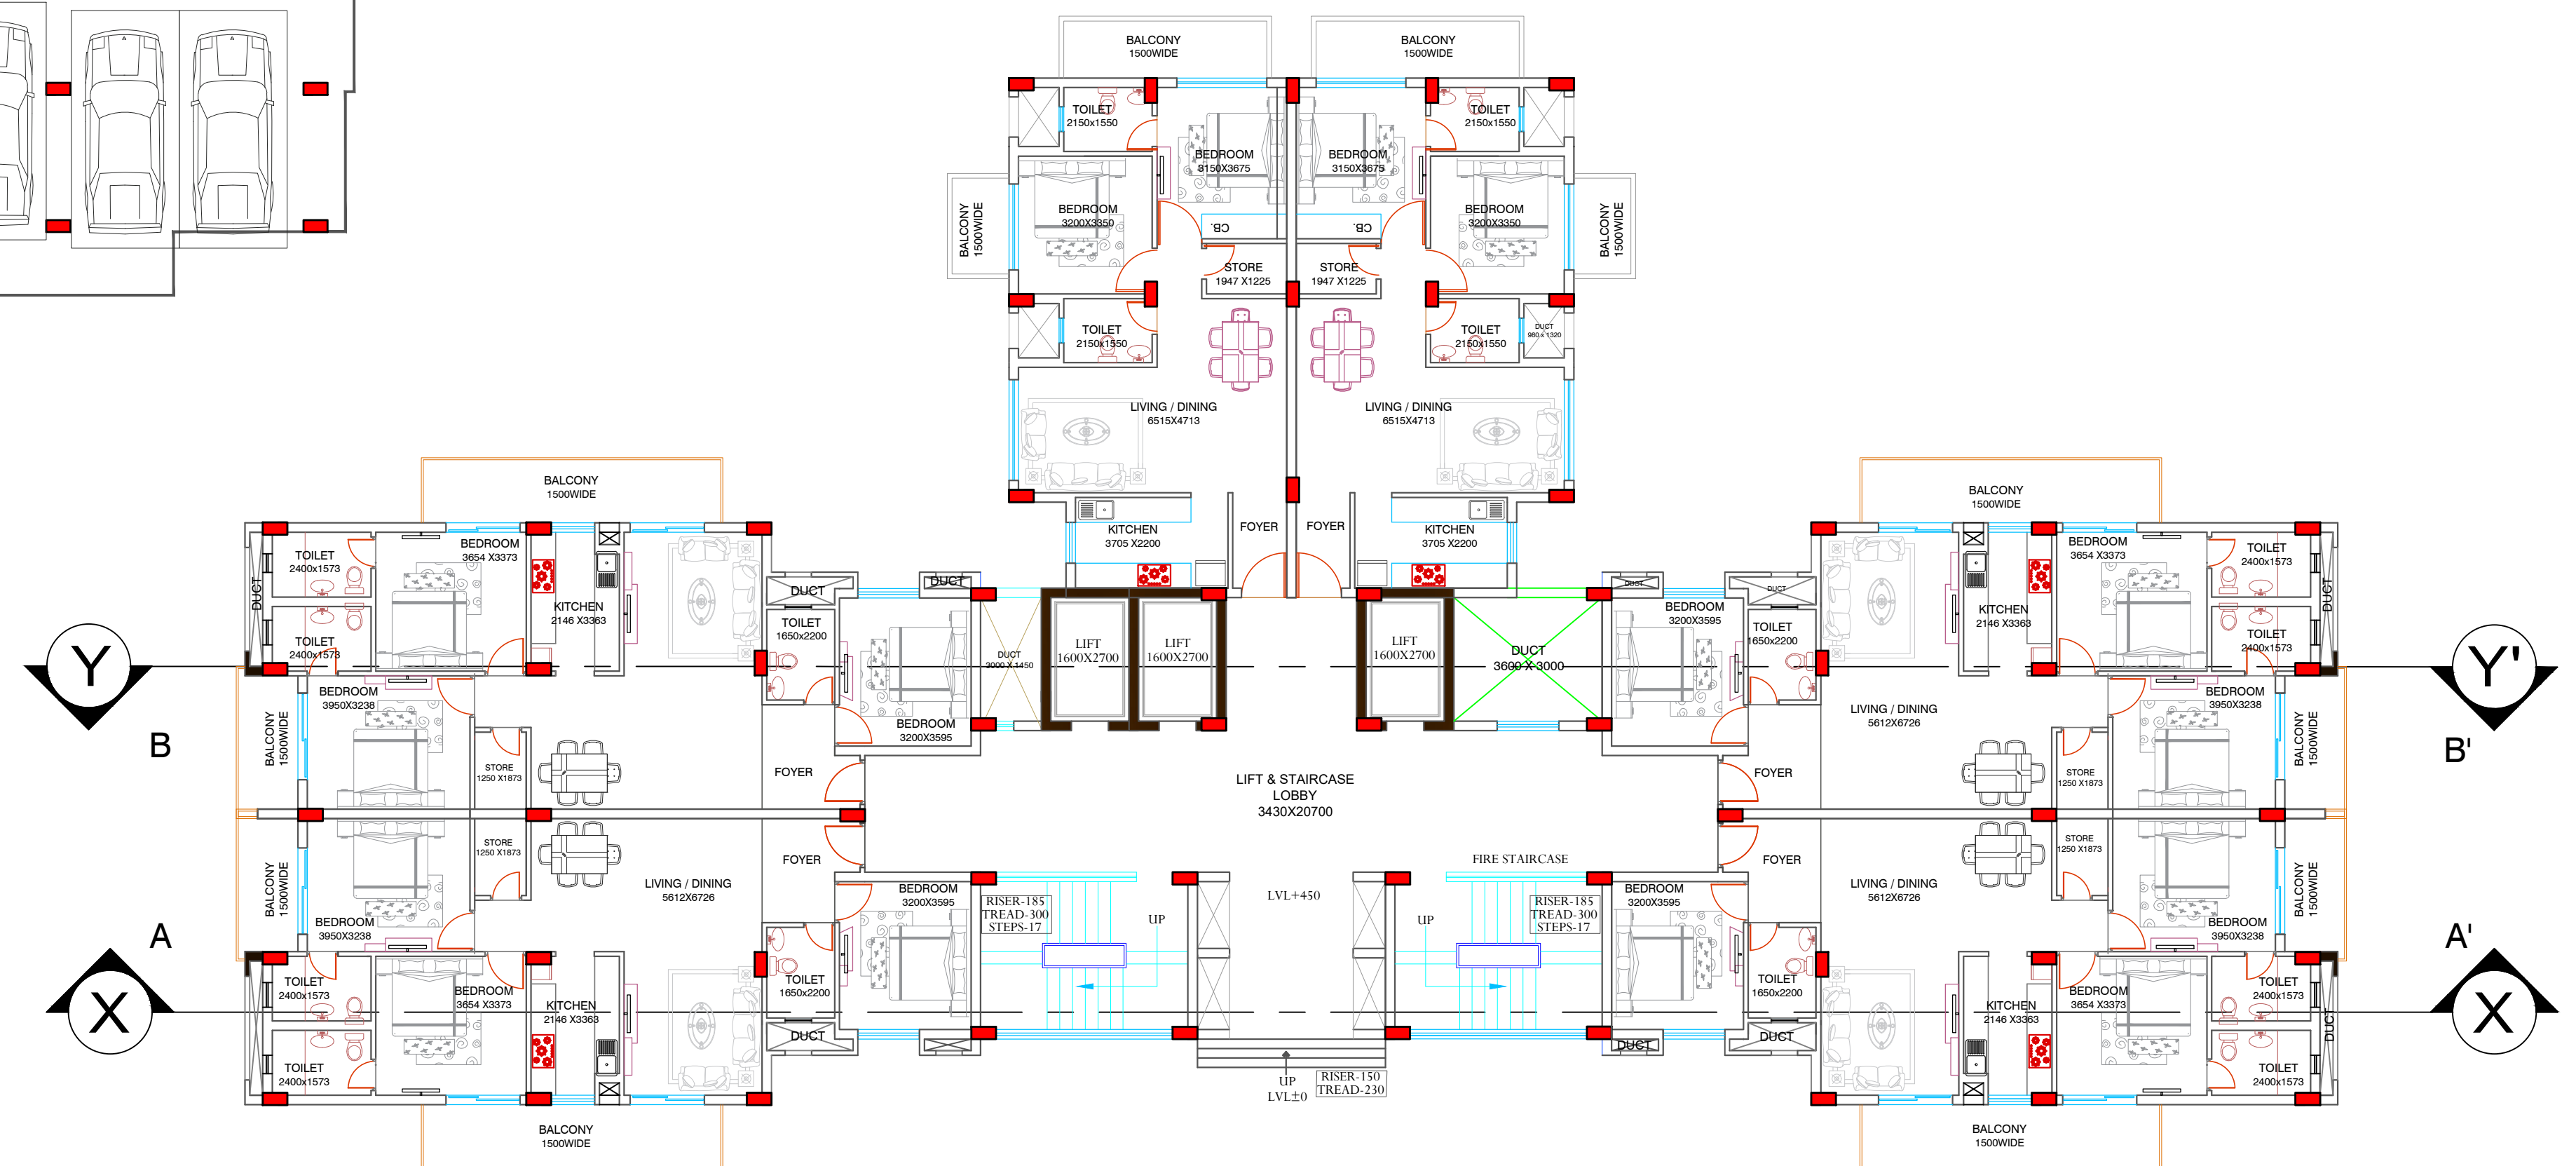 BALCONY
1500WIDE
BALCONY
1500WIDE
TOILET
2150x1550
TOILET
2150x1550
BEDROOM
3150X3675
BEDROOM
3150X3675
BEDROOM
3200X3350
BEDROOM
3200X3350
BALCONY
1500WIDE
BALCONY
1500WIDE
CB.
CB.
STORE
1947 X1225
STORE
1947 X1225
TOILET
2150x1550
TOILET
2150x1550
DUCT
980 x 1320
LIVING / DINING
6515X4713
LIVING / DINING
6515X4713
KITCHEN
3705 X2200
FOYER
FOYER
KITCHEN
3705 X2200
BALCONY
1500WIDE
BALCONY
1500WIDE
TOILET
2400x1573
BEDROOM
3654 X3373
DUCT
KITCHEN
2146 X3363
TOILET
2400x1573
DUCT
DUCT
TOILET
1650x2200
BEDROOM
3200X3595
DUCT
3000 X 1450
LIFT
1600X2700
LIFT
1600X2700
LIFT
1600X2700
DUCT
3600 X 3000
DUCT
DUCT
BEDROOM
3200X3595
TOILET
1650x2200
KITCHEN
2146 X3363
BEDROOM
3654 X3373
TOILET
2400x1573
DUCT
TOILET
2400x1573
Y
Y'
B
B'
BEDROOM
3950X3238
BALCONY
1500WIDE
STORE
1250 X1873
FOYER
LIFT & STAIRCASE
LOBBY
3430X20700
LIVING / DINING
5612X6726
FOYER
STORE
1250 X1873
BEDROOM
3950X3238
BALCONY
1500WIDE
STORE
1250 X1873
BALCONY
1500WIDE
BEDROOM
3950X3238
LIVING / DINING
5612X6726
FOYER
BEDROOM
3200X3595
RISER-185
TREAD-300
STEPS-17
UP
LVL+450
FIRE STAIRCASE
UP
RISER-185
TREAD-300
STEPS-17
BEDROOM
3200X3595
FOYER
LIVING / DINING
5612X6726
STORE
1250 X1873
BEDROOM
3950X3238
BALCONY
1500WIDE
A
A'
X
X
TOILET
2400x1573
BEDROOM
3654 X3373
KITCHEN
2146 X3363
TOILET
1650x2200
DUCT
TOILET
2400x1573
UP
LVL±0
RISER-150
TREAD-230
DUCT
TOILET
1650x2200
DUCT
KITCHEN
2146 X3363
BEDROOM
3654 X3373
TOILET
2400x1573
DUCT
TOILET
2400x1573
BALCONY
1500WIDE
BALCONY
1500WIDE